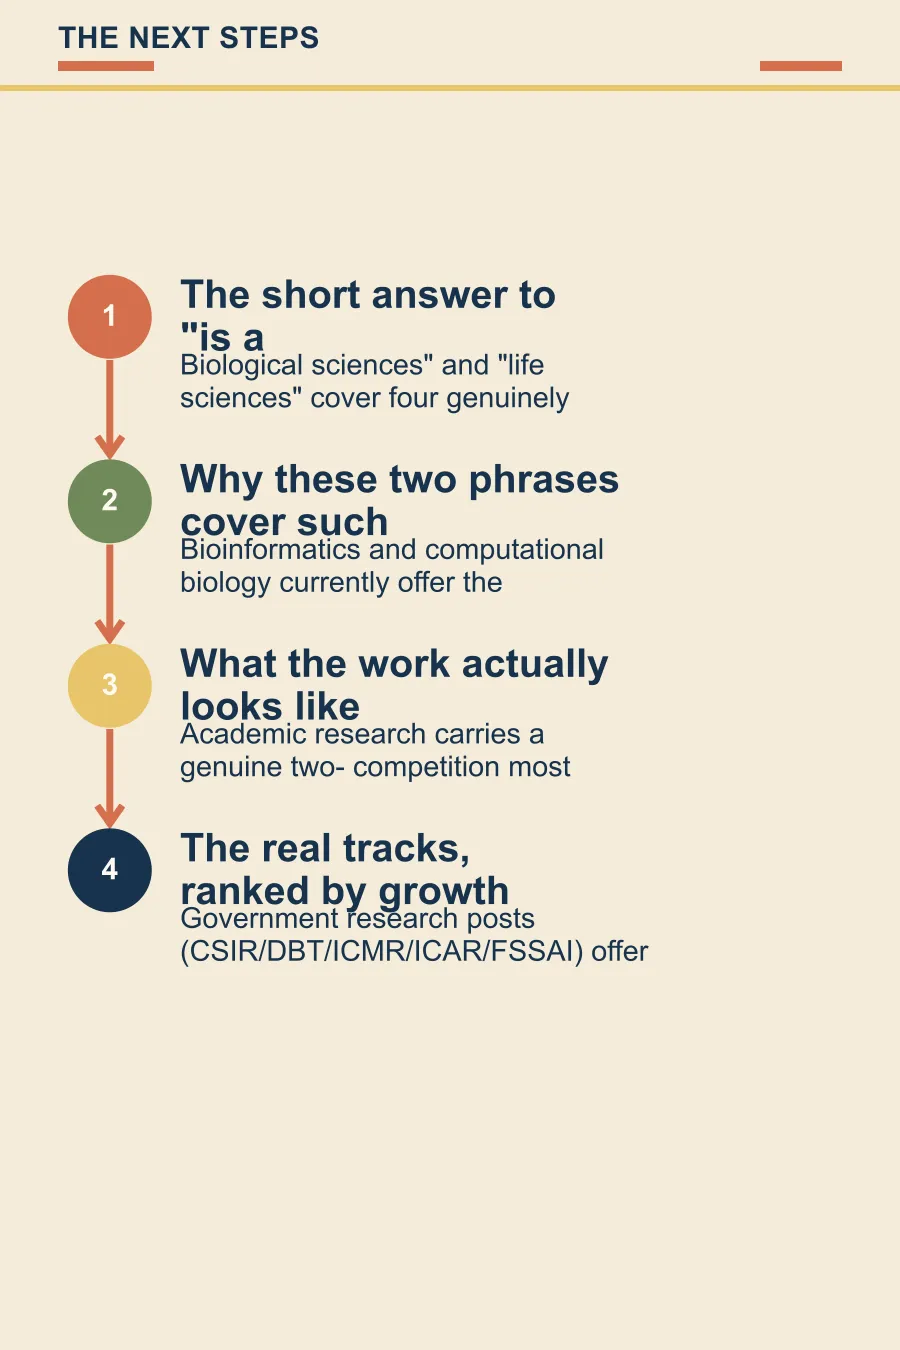 THE NEXT STEPS
1
The short answer to
"is a
Biological sciences" and "life
sciences" cover four genuinely
2
Why these two phrases
cover such
Bioinformatics and computational
biology currently offer the
3
What the work actually
looks like
Academic research carries a
genuine two- competition most
4
The real tracks,
ranked by growth
Government research posts
(CSIR/DBT/ICMR/ICAR/FSSAI) offer